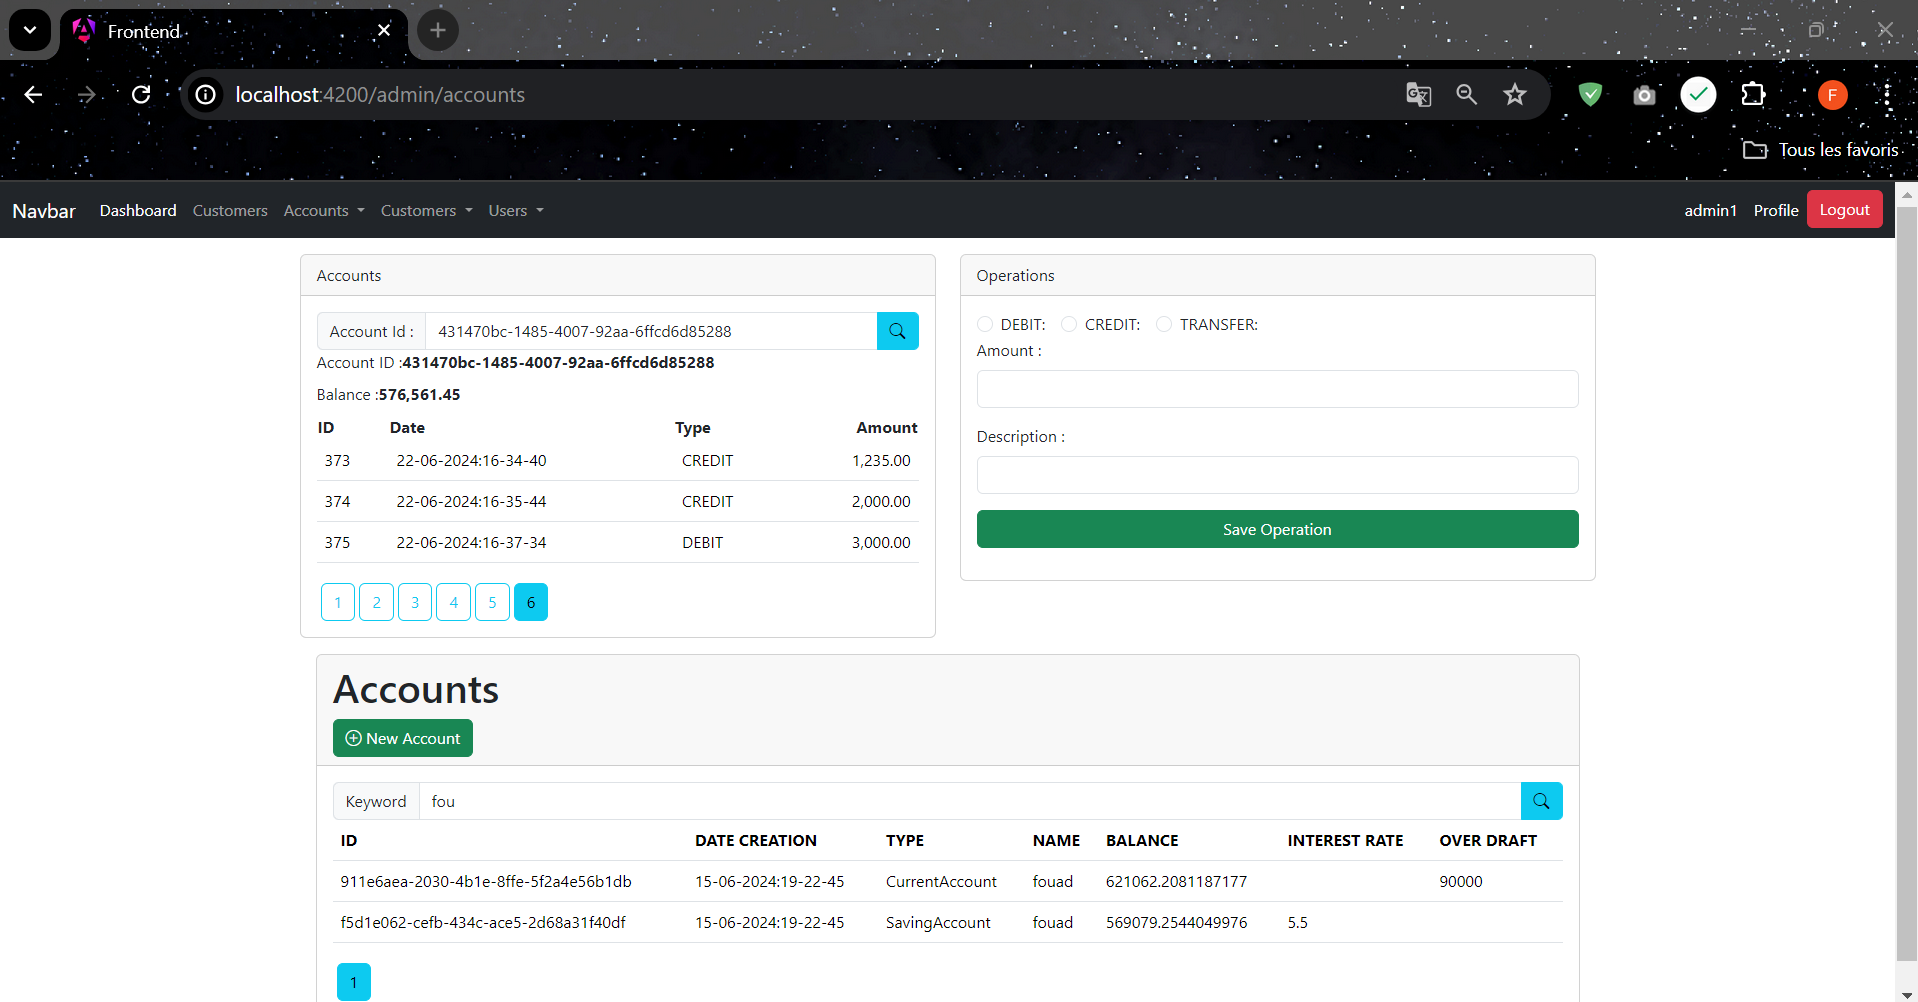 Frontend
localhost:4200/admin/accounts
F
Tous les favoris
Navbar Dashboard Customers Accounts Customers Users admin1 Profile Logout
Accounts
Account Id : 431470bc-1485-4007-92aa-6ffcd6d85288
Account ID :431470bc-1485-4007-92aa-6ffcd6d85288
Balance :576,561.45
ID Date Type Amount
373 22-06-2024:16-34-40 CREDIT 1,235.00
374 22-06-2024:16-35-44 CREDIT 2,000.00
375 22-06-2024:16-37-34 DEBIT 3,000.00
1 2 3 4 5 6
Operations
DEBIT: CREDIT: TRANSFER:
Amount :
Description :
Save Operation
Accounts
New Account
Keyword fou
ID DATE CREATION TYPE NAME BALANCE INTEREST RATE OVER DRAFT
911e6aea-2030-4b1e-8ffe-5f2a4e56b1db 15-06-2024:19-22-45 CurrentAccount fouad 621062.2081187177 90000
f5d1e062-cefb-434c-ace5-2d68a31f40df 15-06-2024:19-22-45 SavingAccount fouad 569079.2544049976 5.5
1